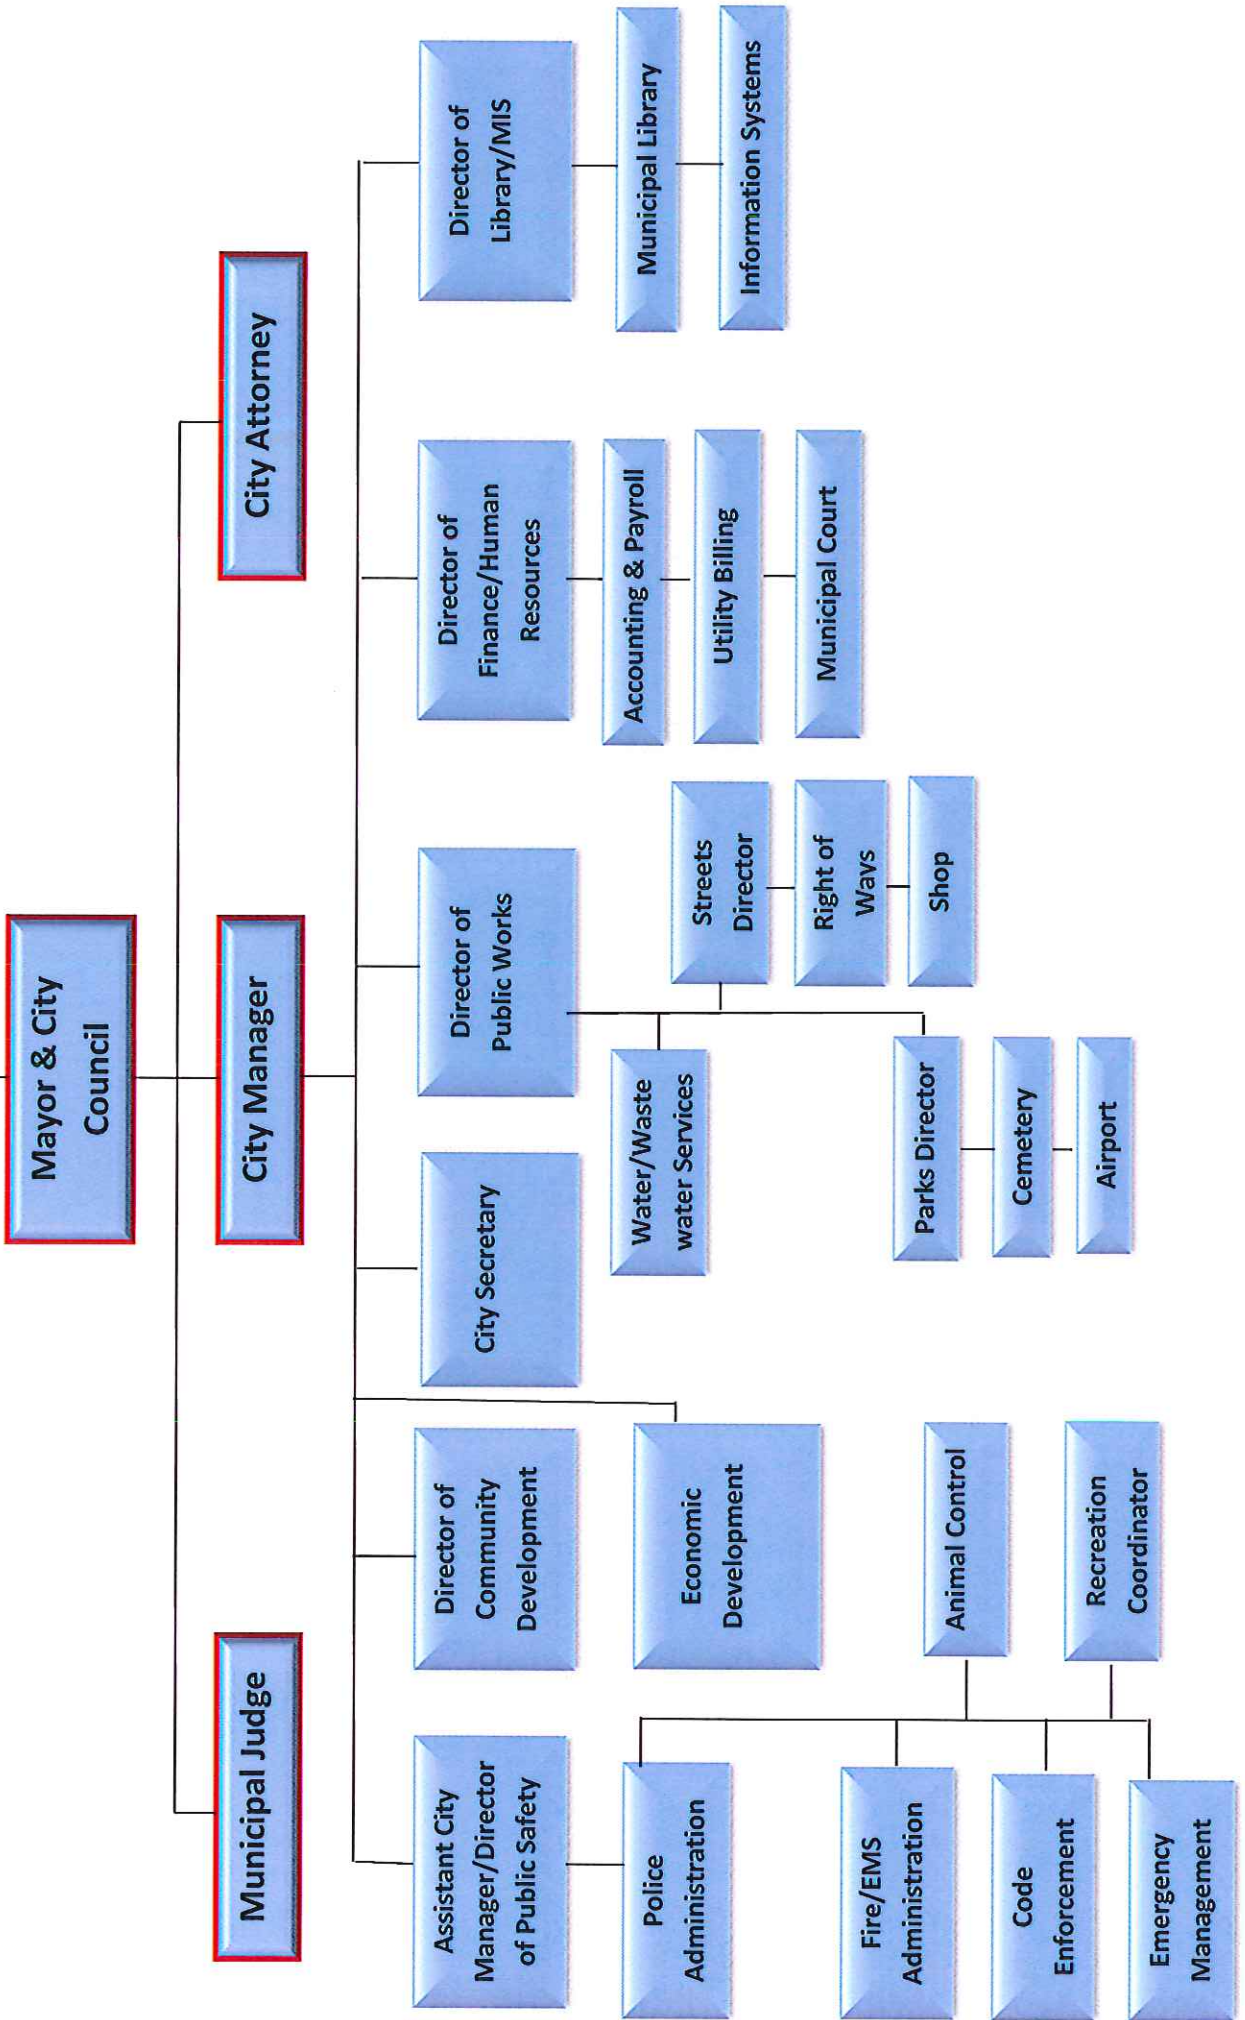 Mayor & City
Council
Municipal Judge
City Manager
City Attorney
Assistant City
Manager/Director
of Public Safety
Director of
Community
Development
City Secretary
Director of
Public Works
Director of
Finance/Human
Resources
Director of
Library/MIS
Police
Administration
Fire/EMS
Administration
Code
Enforcement
Emergency
Management
Animal Control
Recreation
Coordinator
Economic
Development
Water/Waste
water Services
Streets
Director
Right of
Ways
Shop
Parks Director
Cemetery
Airport
Accounting & Payroll
Utility Billing
Municipal Court
Municipal Library
Information Systems